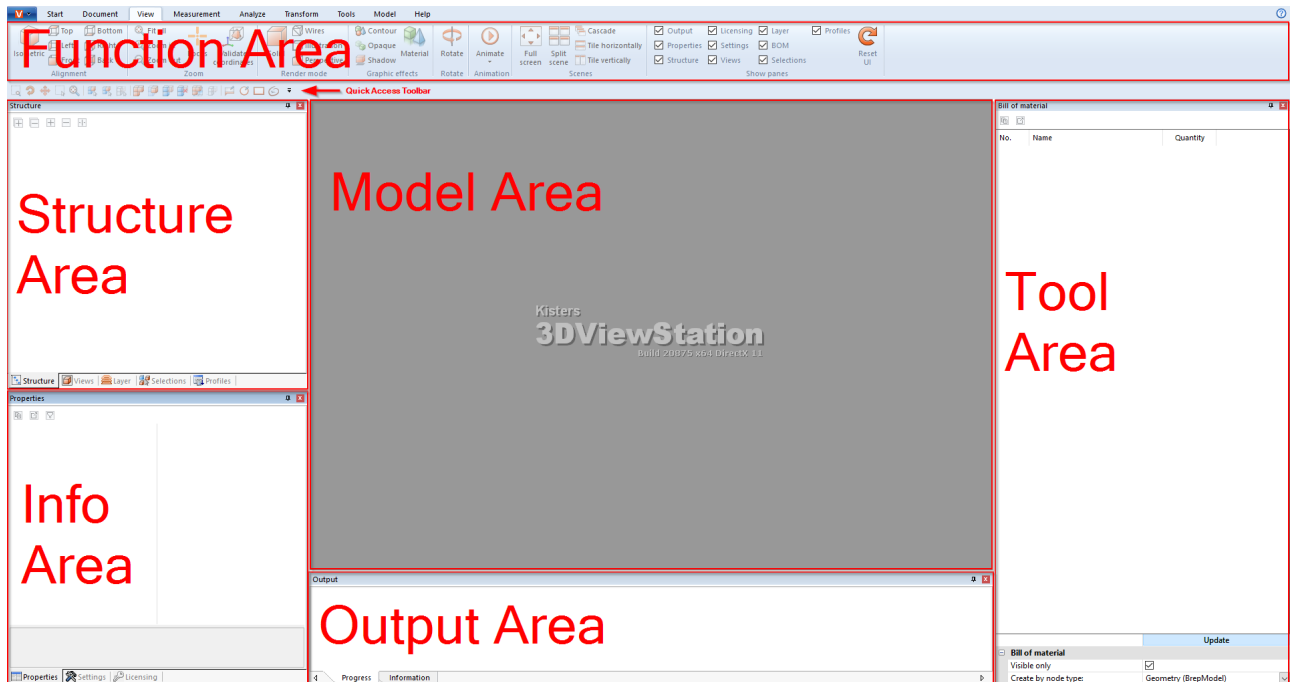 V
Start Document View Measurement Analyze Transform Tools Model Help
Top Bottom Wires Contour Cascade Output Licensing Layer Profiles
Function Area
Left Opaque Material Rotate Animate Full screen Split scene Tile horizontally Properties Settings BOM Reset UI
Back Perspective Shadow Tile vertically Structure Views Selections
Alignment Zoom Render mode Graphic effects Rotate Animation Scenes Show panes
Quick Access Toolbar
Structure
Bill of material
No. Name Quantity
Model Area
Structure
Area
Tool
Area
Kisters
3DViewStation
Build 20875 x64 DirectX 11
Structure Views Layer Selections Profiles
Properties
Info
Area
Output
Output Area
Update
Bill of material
Visible only
Create by node type: Geometry (BrepModel)
Properties Settings Licensing
Progress Information